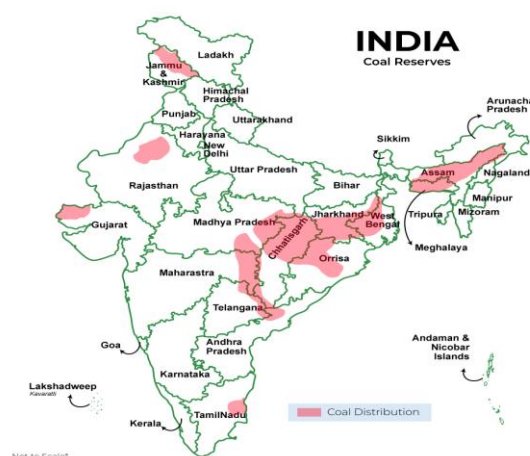 INDIA
Coal Reserves
Ladakh
Jammu
&
Kashmir
Himachal
Pradesh
Punjab
Uttarakhand
Harayana
New
Delhi
Arunacha
Pradesh
Sikkim
Rajasthan
Uttar Pradesh
Bihar
Assam
Nagaland
Manipur
Mizoram
Tripura
Meghalaya
Gujarat
Madhya Pradesh
Jharkhand
West
Bengal
Chhatisgarh
Orrisa
Maharastra
Telangana
Goa
Andhra
Pradesh
Karnataka
Andaman &
Nicobar
Islands
Lakshadweep
Kavaratti
Kerala
TamilNadu
Coal Distribution